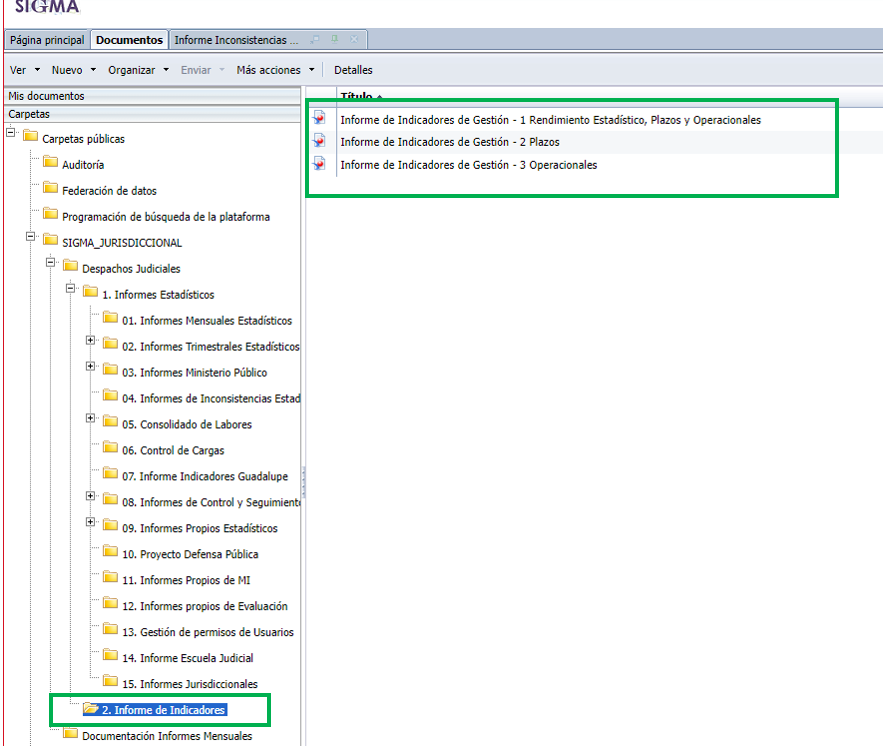 SIGMA
Página principal Documentos Informe Inconsistencias ...
Ver Nuevo Organizar Enviar Más acciones Detalles
Mis documentos
Carpetas
Carpetas públicas
Auditoría
Federación de datos
Programación de búsqueda de la plataforma
SIGMA_JURISDICCIONAL
Despachos Judiciales
1. Informes Estadísticos
01. Informes Mensuales Estadísticos
02. Informes Trimestrales Estadísticos
03. Informes Ministerio Público
04. Informes de Inconsistencias Estad
05. Consolidado de Labores
06. Control de Cargas
07. Informe Indicadores Guadalupe
08. Informes de Control y Seguimiento
09. Informes Propios Estadísticos
10. Proyecto Defensa Pública
11. Informes Propios de MI
12. Informes propios de Evaluación
13. Gestión de permisos de Usuarios
14. Informe Escuela Judicial
15. Informes Jurisdiccionales
2. Informe de Indicadores
Documentación Informes Mensuales
Título
Informe de Indicadores de Gestión - 1 Rendimiento Estadístico, Plazos y Operacionales
Informe de Indicadores de Gestión - 2 Plazos
Informe de Indicadores de Gestión - 3 Operacionales